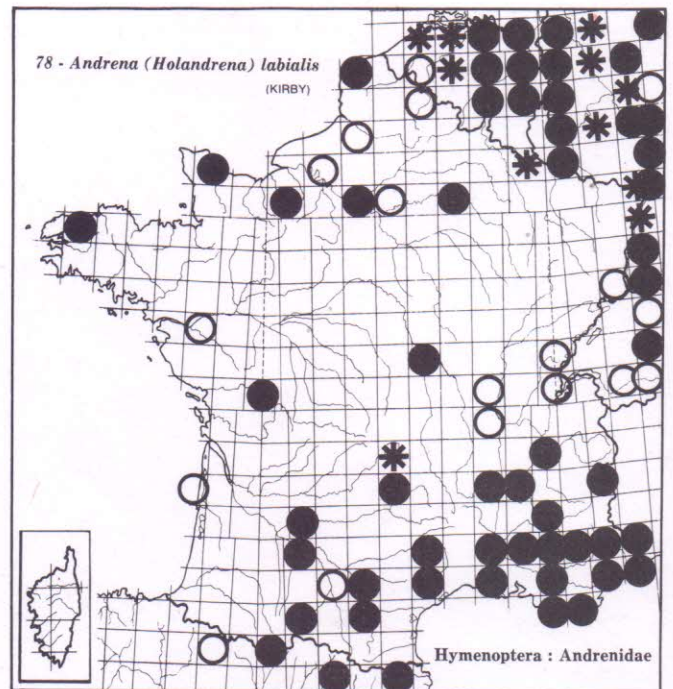 78 - Andrena (Holandrena) labialis
(KIRBY)
Hymenoptera : Andrenidae